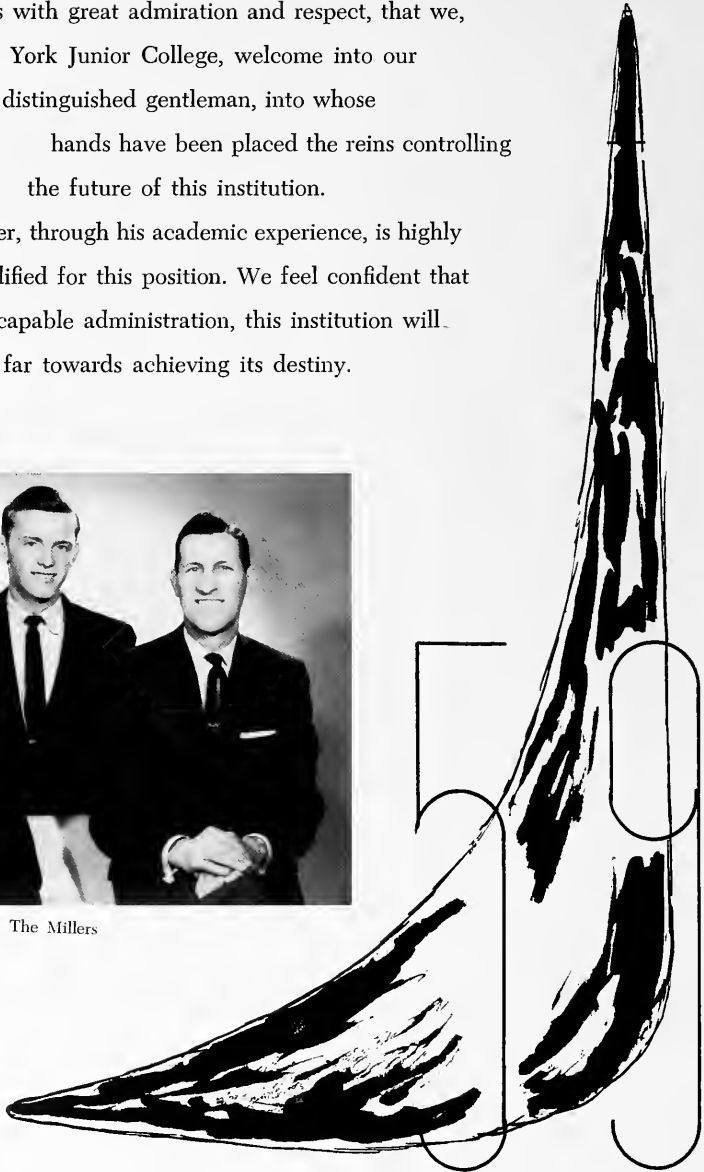 s with great admiration and respect, that we,
York Junior College, welcome into our
distinguished gentleman, into whose
hands have been placed the reins controlling
the future of this institution.
er, through his academic experience, is highly
lified for this position. We feel confident that
capable administration, this institution will
far towards achieving its destiny.
The Millers
59